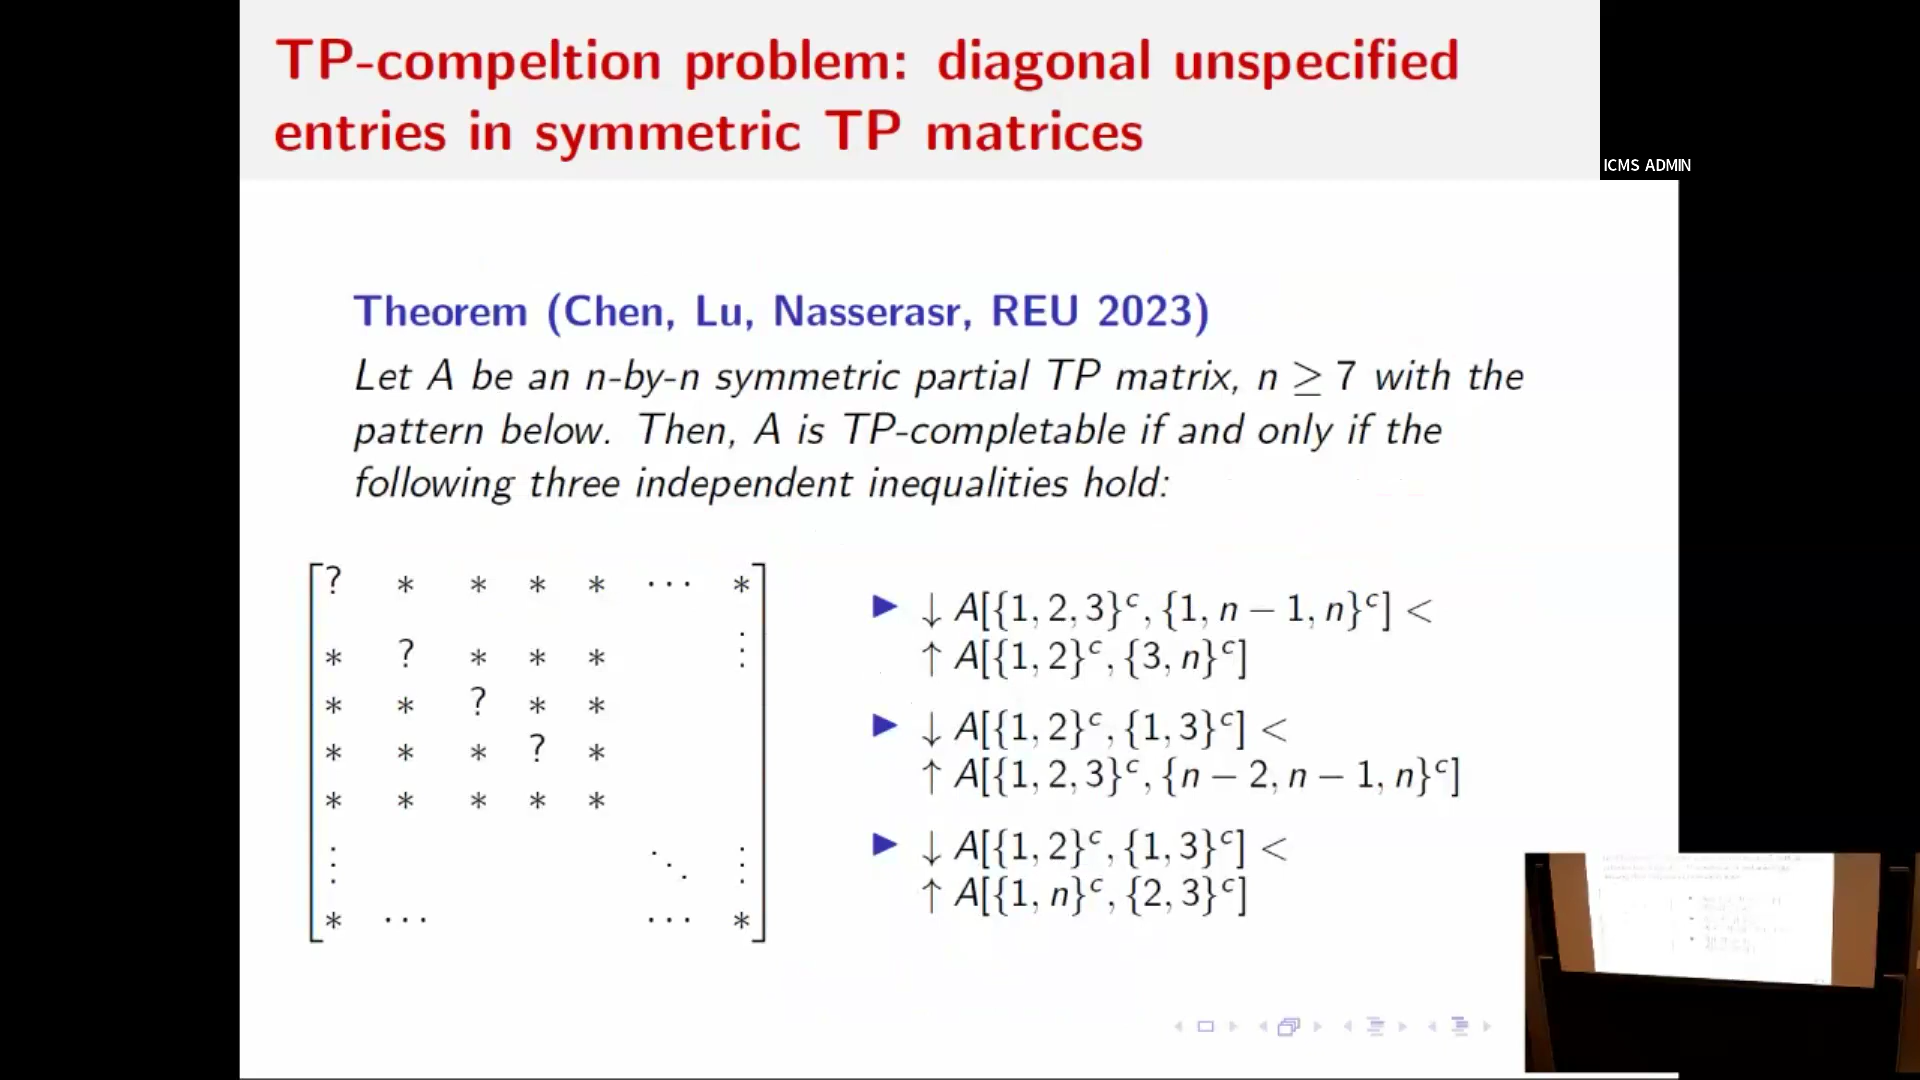 TP-compeltion problem: diagonal unspecified
entries in symmetric TP matrices
ICMS ADMIN
Theorem (Chen, Lu, Nasserasr, REU 2023)
Let A be an n-by-n symmetric partial TP matrix, n ≥ 7 with the
pattern below. Then, A is TP-completable if and only if the
following three independent inequalities hold:
? * * * * ⋯ *
* ? * * * ⋮
* * ? * *
* * * ? *
* * * * *
⋮ ⋱ ⋮
* ⋯ ⋯ *
▶ ↓ A[{1, 2, 3}ᶜ, {1, n − 1, n}ᶜ] <
↑ A[{1, 2}ᶜ, {3, n}ᶜ]
▶ ↓ A[{1, 2}ᶜ, {1, 3}ᶜ] <
↑ A[{1, 2, 3}ᶜ, {n − 2, n − 1, n}ᶜ]
▶ ↓ A[{1, 2}ᶜ, {1, 3}ᶜ] <
↑ A[{1, n}ᶜ, {2, 3}ᶜ]